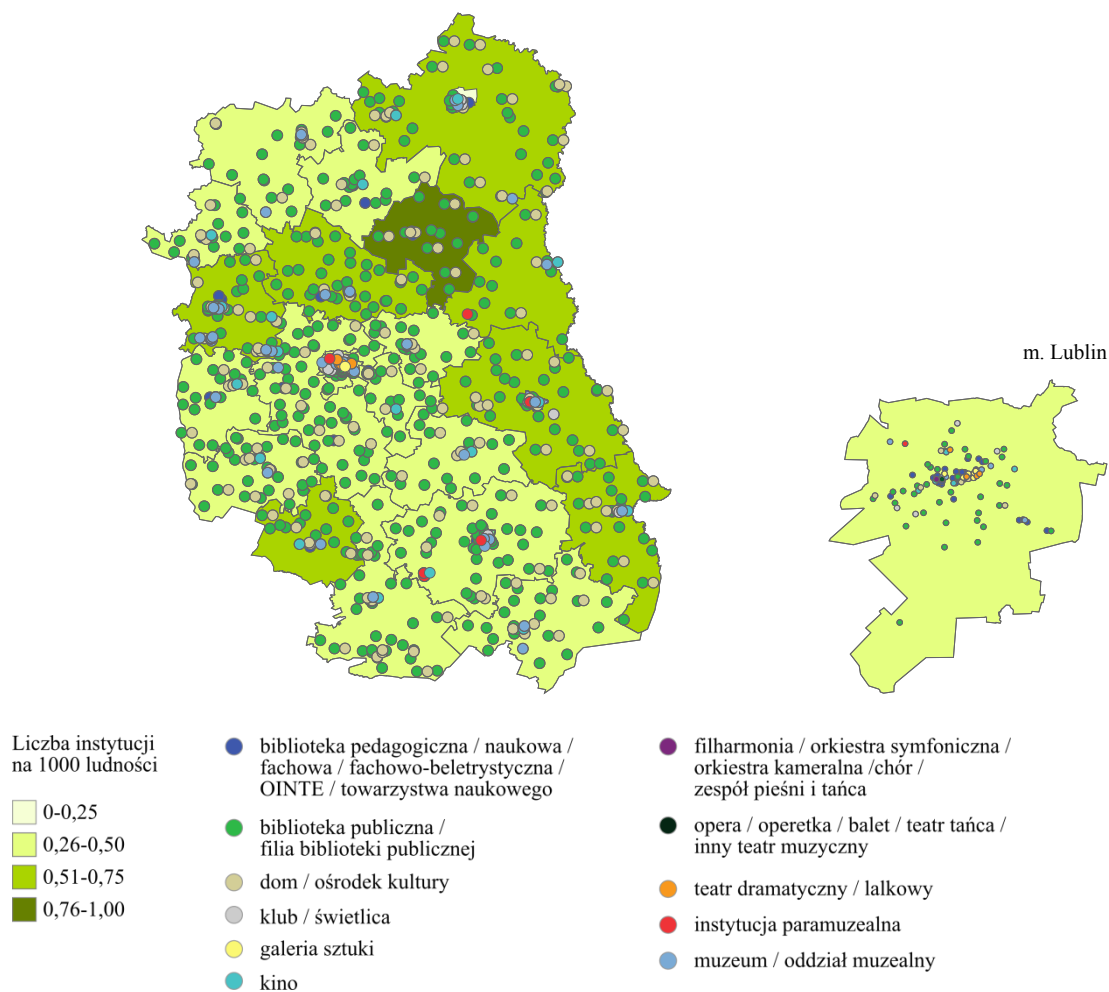 m. Lublin
Liczba instytucji
na 1000 ludności
0-0,25
0,26-0,50
0,51-0,75
0,76-1,00
biblioteka pedagogiczna / naukowa /
fachowa / fachowo-beletrystyczna /
OINTE / towarzystwa naukowego
biblioteka publiczna /
filia biblioteki publicznej
dom / ośrodek kultury
klub / świetlica
galeria sztuki
kino
filharmonia / orkiestra symfoniczna /
orkiestra kameralna /chór /
zespół pieśni i tańca
opera / operetka / balet / teatr tańca /
inny teatr muzyczny
teatr dramatyczny / lalkowy
instytucja paramuzealna
muzeum / oddział muzealny